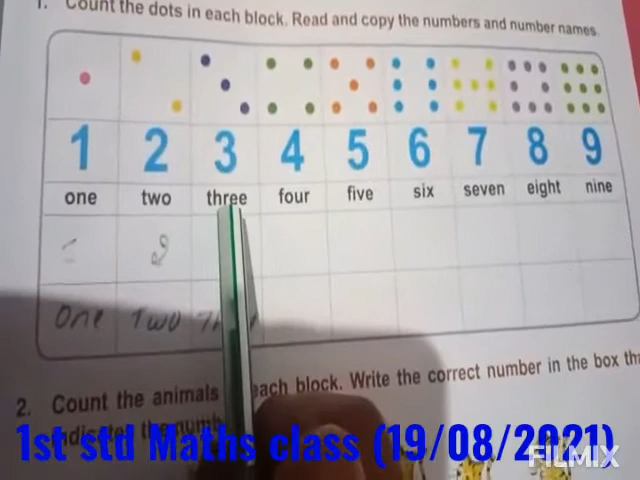 1. Count the dots in each block. Read and copy the numbers and number names.
1 2 3 4 5 6 7 8 9
one two three four five six seven eight nine
2
One Two
2. Count the animals each block. Write the correct number in the box
1st std Maths class (19/08/2021)
FILMIX